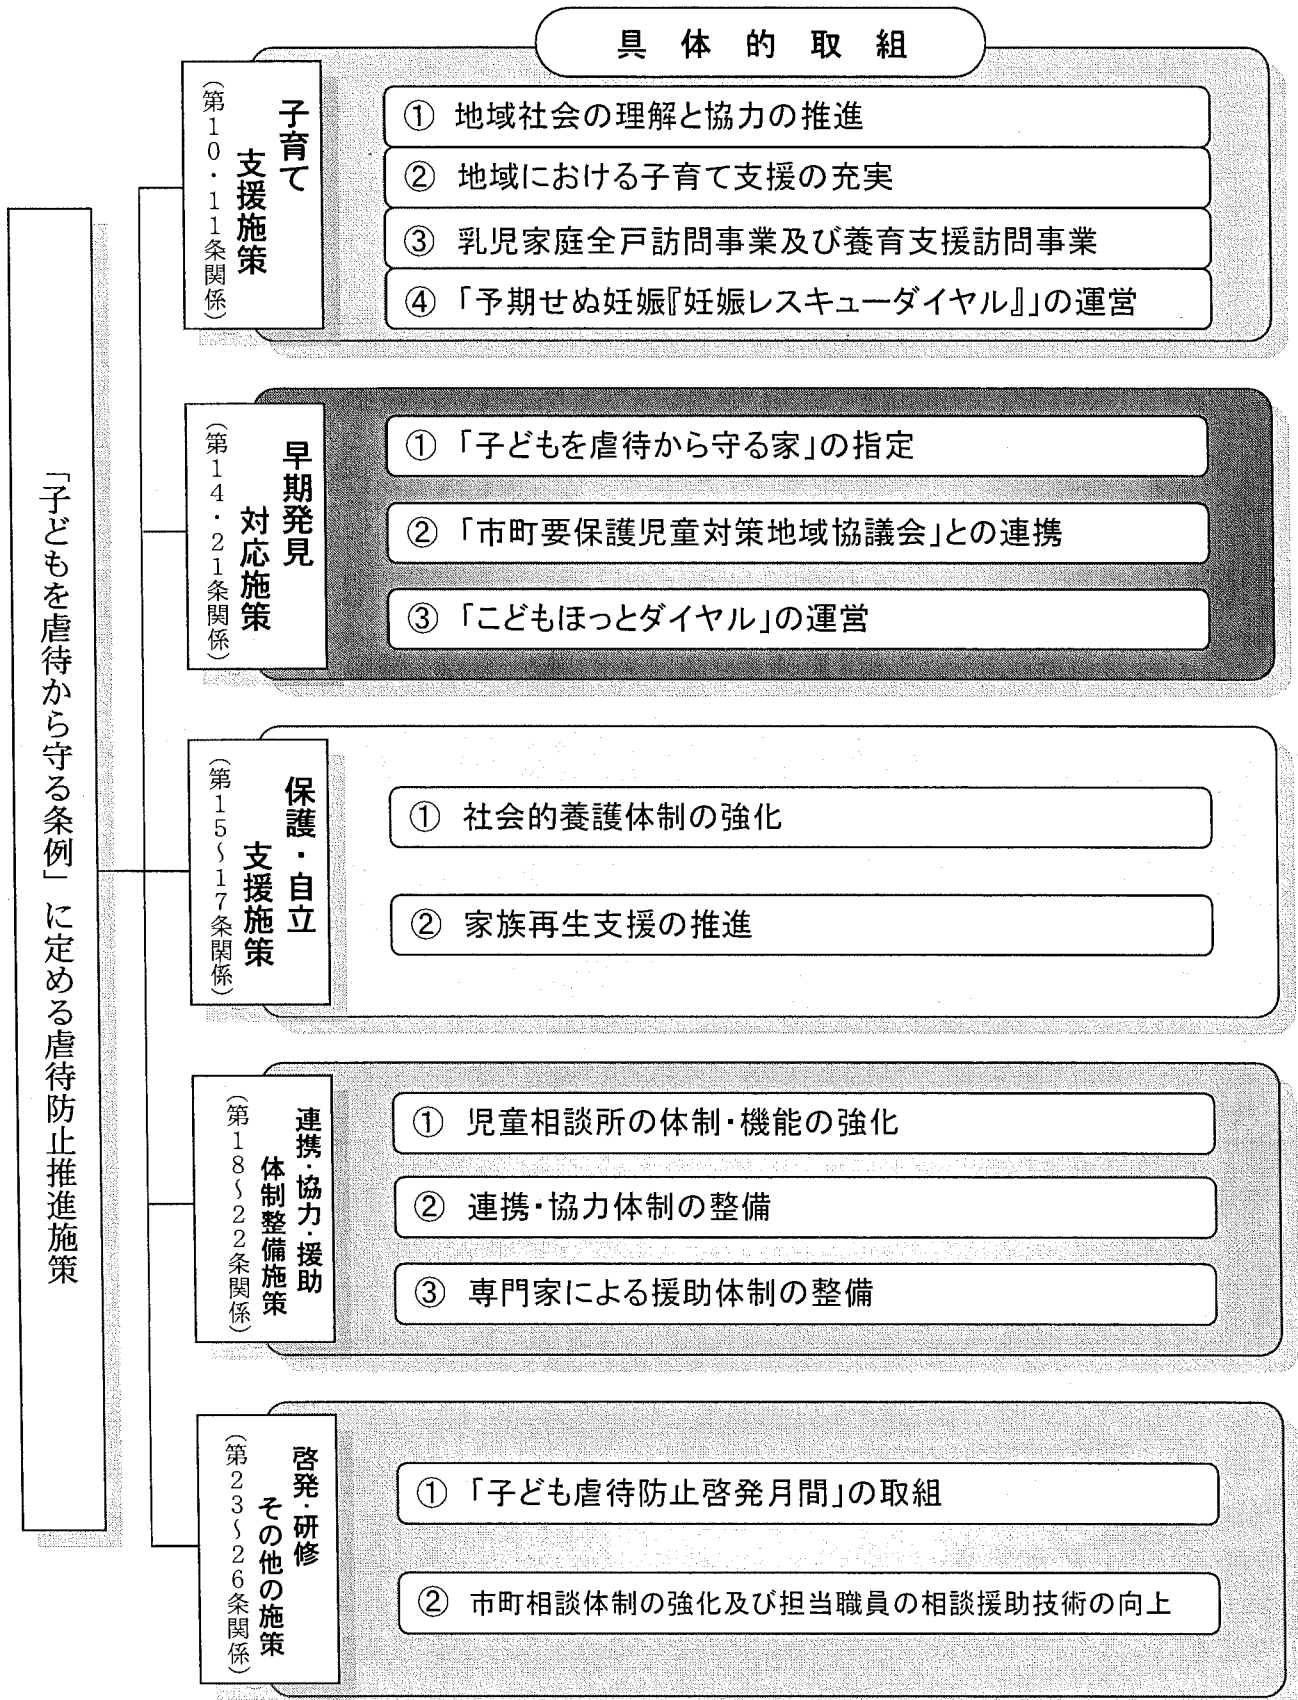 具体的取組
「子どもを虐待から守る条例」に定める虐待防止推進施策
子育て
支援施策
(第10・11条関係)
① 地域社会の理解と協力の推進
② 地域における子育て支援の充実
③ 乳児家庭全戸訪問事業及び養育支援訪問事業
④ 「予期せぬ妊娠『妊娠レスキューダイヤル』」の運営
早期発見
対応施策
(第14・21条関係)
① 「子どもを虐待から守る家」の指定
② 「市町要保護児童対策地域協議会」との連携
③ 「こどもほっとダイヤル」の運営
保護・自立
支援施策
(第15~17条関係)
① 社会的養護体制の強化
② 家族再生支援の推進
連携・協力・援助
体制整備施策
(第18~22条関係)
① 児童相談所の体制・機能の強化
② 連携・協力体制の整備
③ 専門家による援助体制の整備
啓発・研修
その他の施策
(第23~26条関係)
① 「子ども虐待防止啓発月間」の取組
② 市町相談体制の強化及び担当職員の相談援助技術の向上